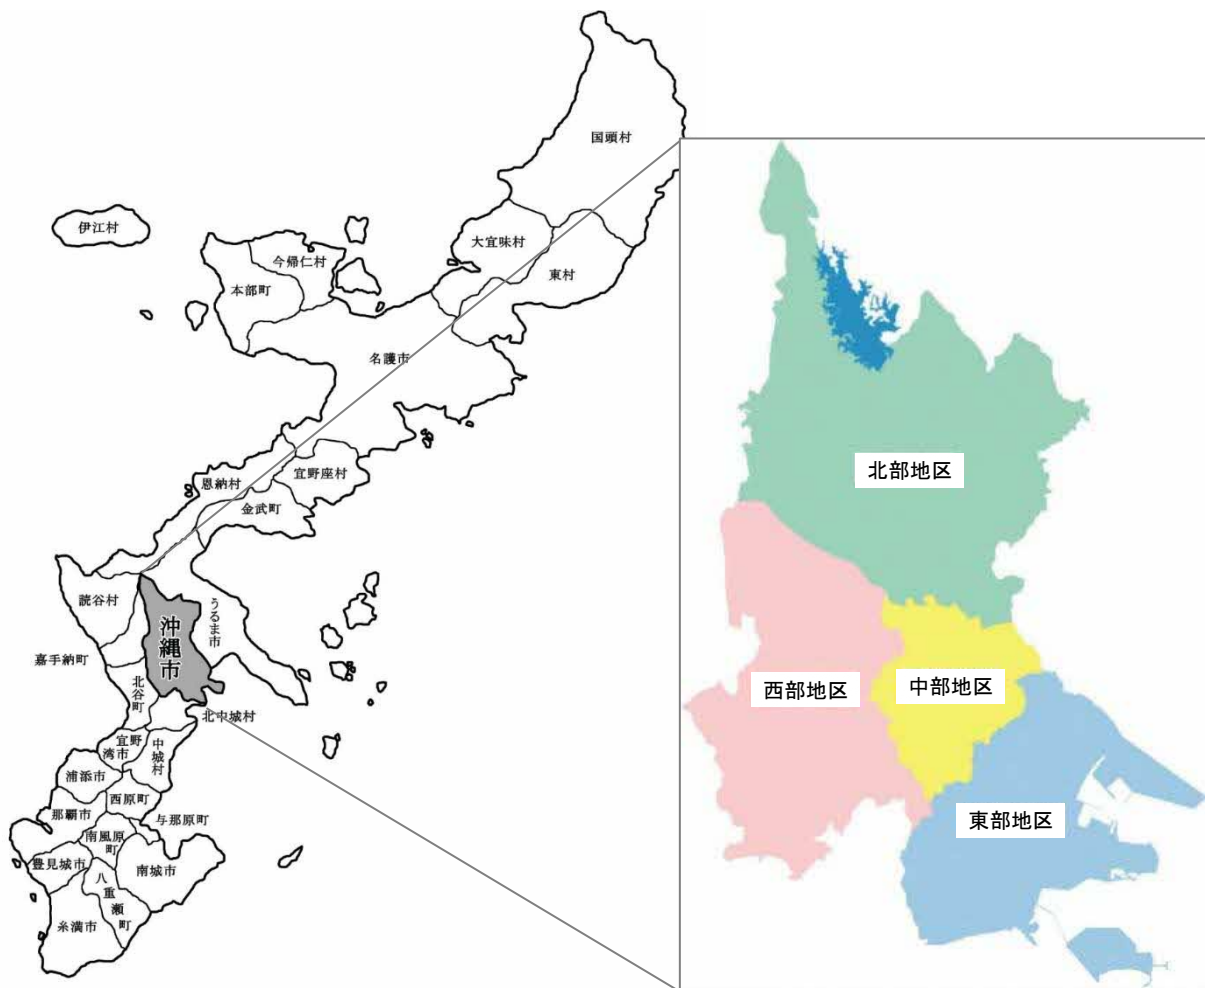 国頭村
伊江村
大宜味村
今帰仁村
東村
本部町
名護市
宜野座村
恩納村
金武町
読谷村
うるま市
沖縄市
嘉手納町
北谷町
北中城村
宜野
湾市
中城村
浦添市
西原町
那覇市
与那原町
南風原
町
豊見城市
南城市
八重瀬町
糸満市
北部地区
西部地区
中部地区
東部地区